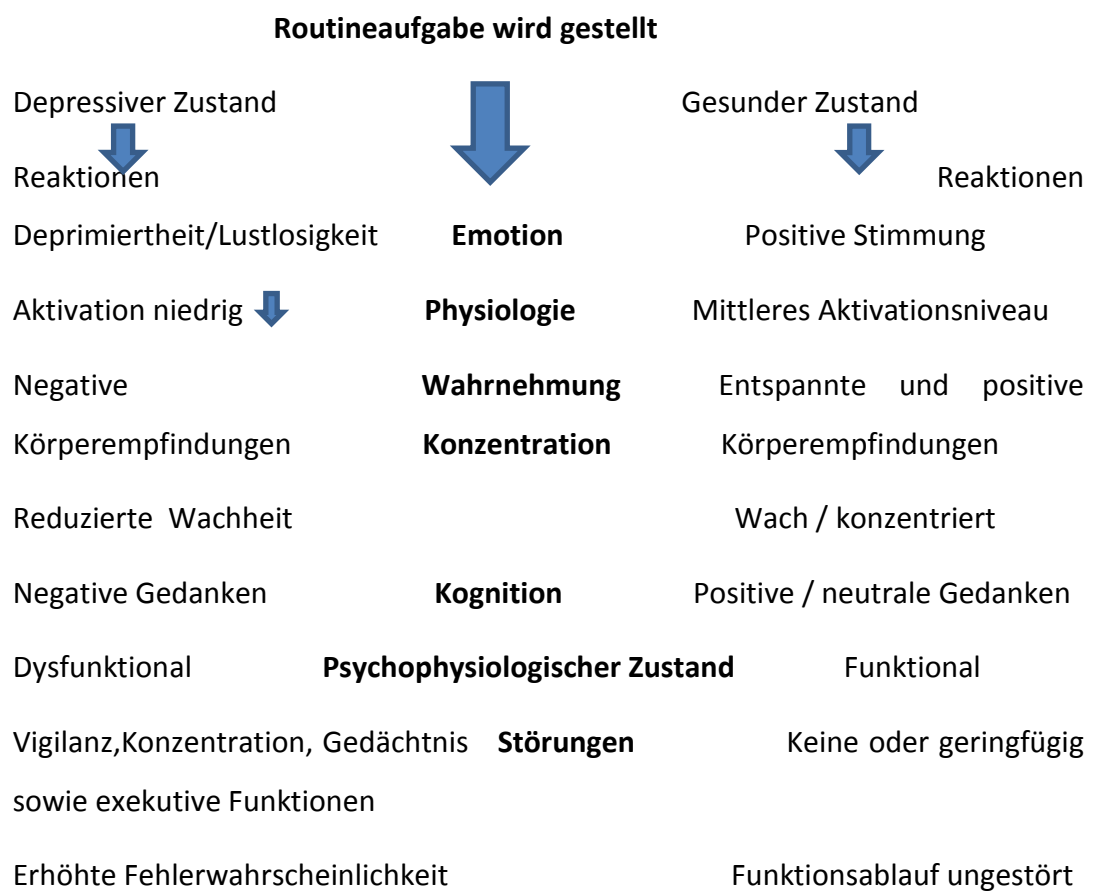 Routineaufgabe wird gestellt
Depressiver Zustand Gesunder Zustand
Reaktionen Reaktionen
Deprimiertheit/Lustlosigkeit Emotion Positive Stimmung
Aktivation niedrig Physiologie Mittleres Aktivationsniveau
Negative Wahrnehmung Entspannte und positive
Körperempfindungen Konzentration Körperempfindungen
Reduzierte Wachheit Wach / konzentriert
Negative Gedanken Kognition Positive / neutrale Gedanken
Dysfunktional Psychophysiologischer Zustand Funktional
Vigilanz,Konzentration, Gedächtnis Störungen Keine oder geringfügig
sowie exekutive Funktionen
Erhöhte Fehlerwahrscheinlichkeit Funktionsablauf ungestört